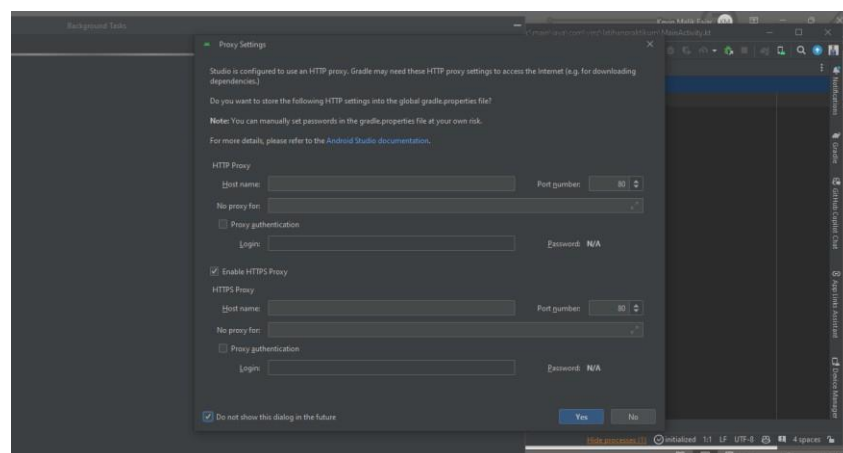 Background Tasks
Proxy Settings
Studio is configured to use an HTTP proxy. Gradle may need these HTTP proxy settings to access the Internet (e.g. for downloading
dependencies.)
Do you want to store the following HTTP settings into the global gradle.properties file?
Note: You can manually set passwords in the gradle.properties file at your own risk.
For more details, please refer to the Android Studio documentation.
HTTP Proxy
Host name:
Port number: 80
No proxy for:
Proxy authentication
Login:
Password: N/A
Enable HTTPS Proxy
HTTPS Proxy
Host name:
Port number: 80
No proxy for:
Proxy authentication
Login:
Password: N/A
Do not show this dialog in the future
Yes
No
Hide processes (1)
initialized 1:1 LF UTF-8 4 spaces
Notifications
Gradle
GitHub Copilot Chat
App Links Assistant
Device Manager